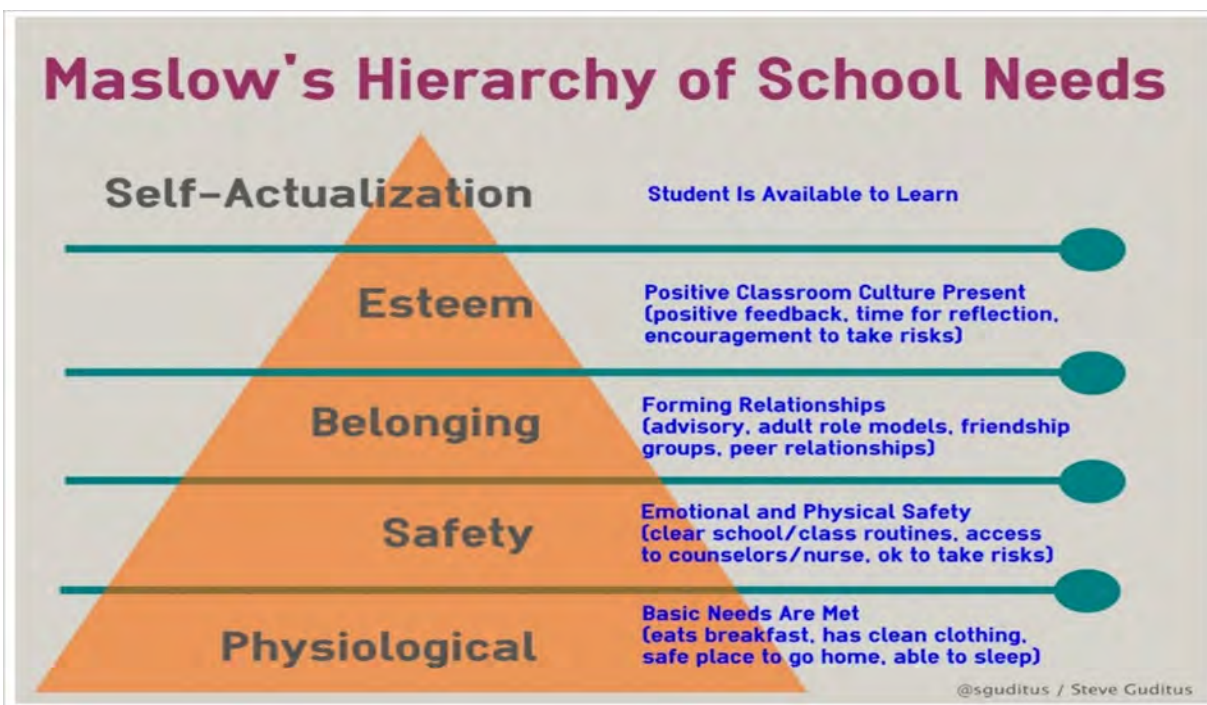 Maslow's Hierarchy of School Needs
Self-Actualization
Student Is Available to Learn
Esteem
Positive Classroom Culture Present
(positive feedback, time for reflection,
encouragement to take risks)
Belonging
Forming Relationships
(advisory, adult role models, friendship
groups, peer relationships)
Safety
Emotional and Physical Safety
(clear school/class routines, access
to counselors/nurse, ok to take risks)
Physiological
Basic Needs Are Met
(eats breakfast, has clean clothing,
safe place to go home, able to sleep)
@sguditus / Steve Guditus